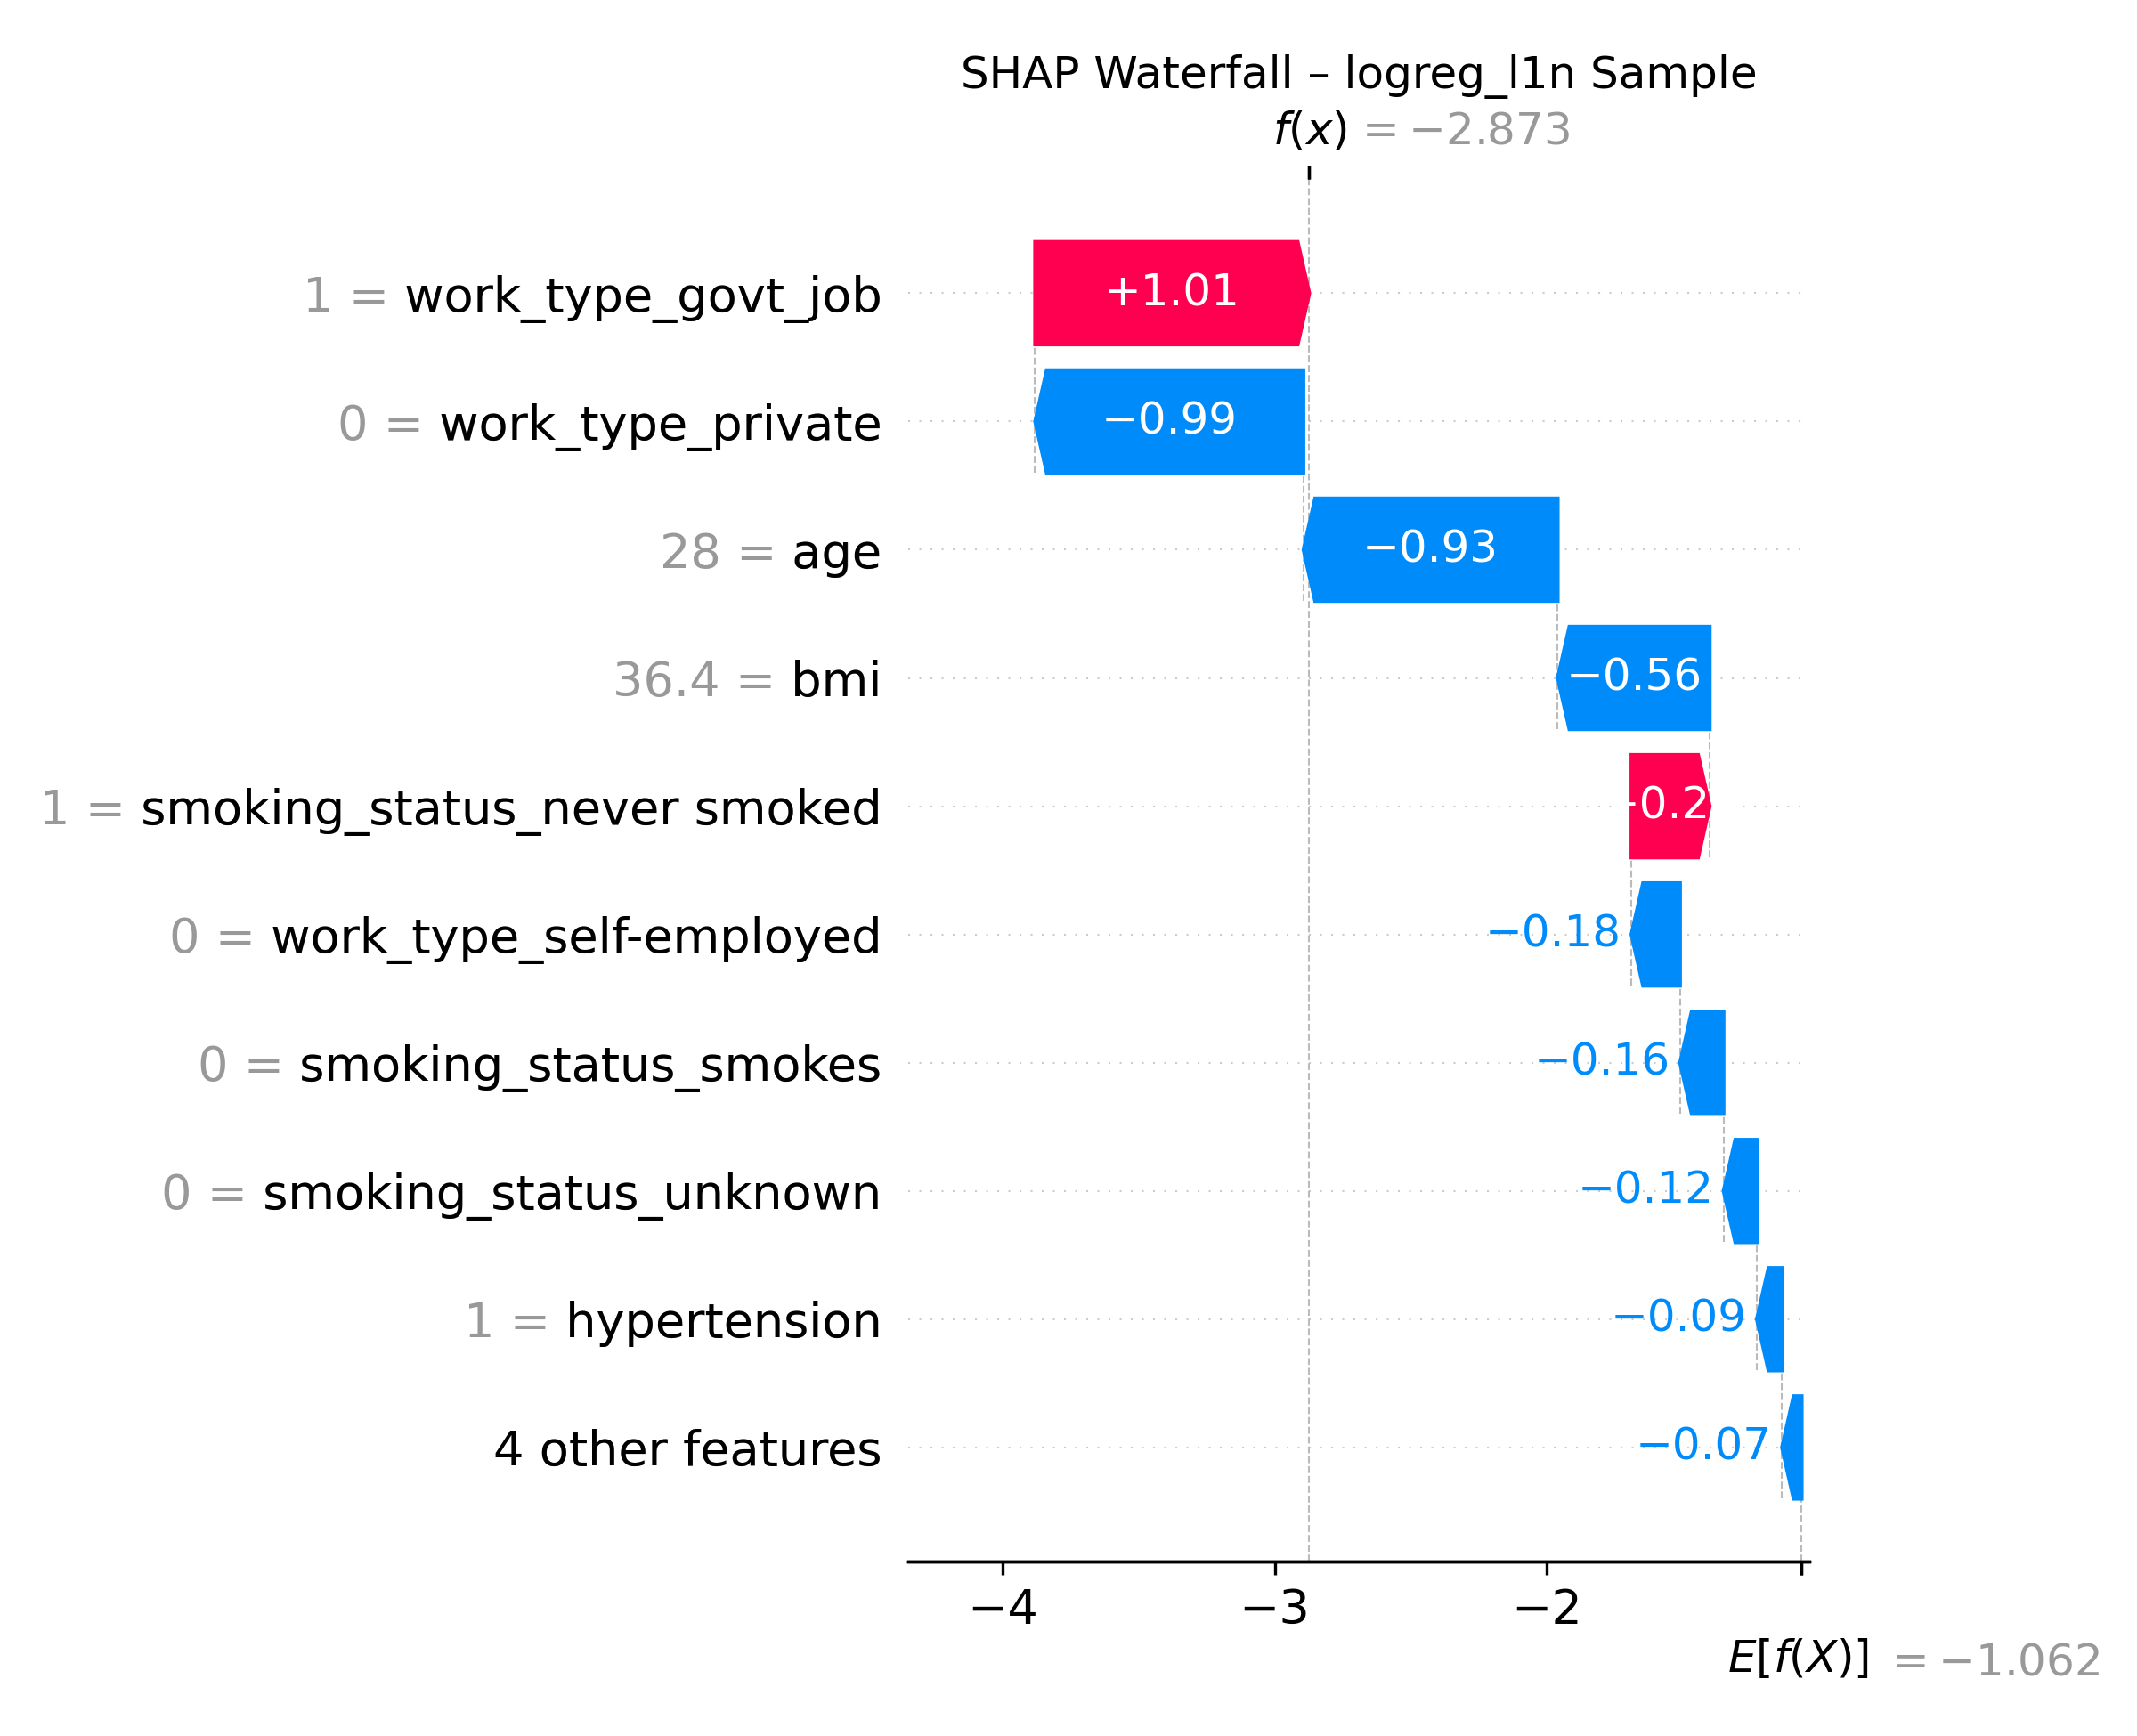 SHAP Waterfall – logreg_l1n Sample
f(x) = −2.873
1 = work_type_govt_job
+1.01
0 = work_type_private
−0.99
28 = age
−0.93
36.4 = bmi
−0.56
1 = smoking_status_never smoked
0 = work_type_self-employed
−0.18
0 = smoking_status_smokes
−0.16
0 = smoking_status_unknown
−0.12
1 = hypertension
−0.09
4 other features
−0.07
−4 −3 −2
E[f(X)] = −1.062